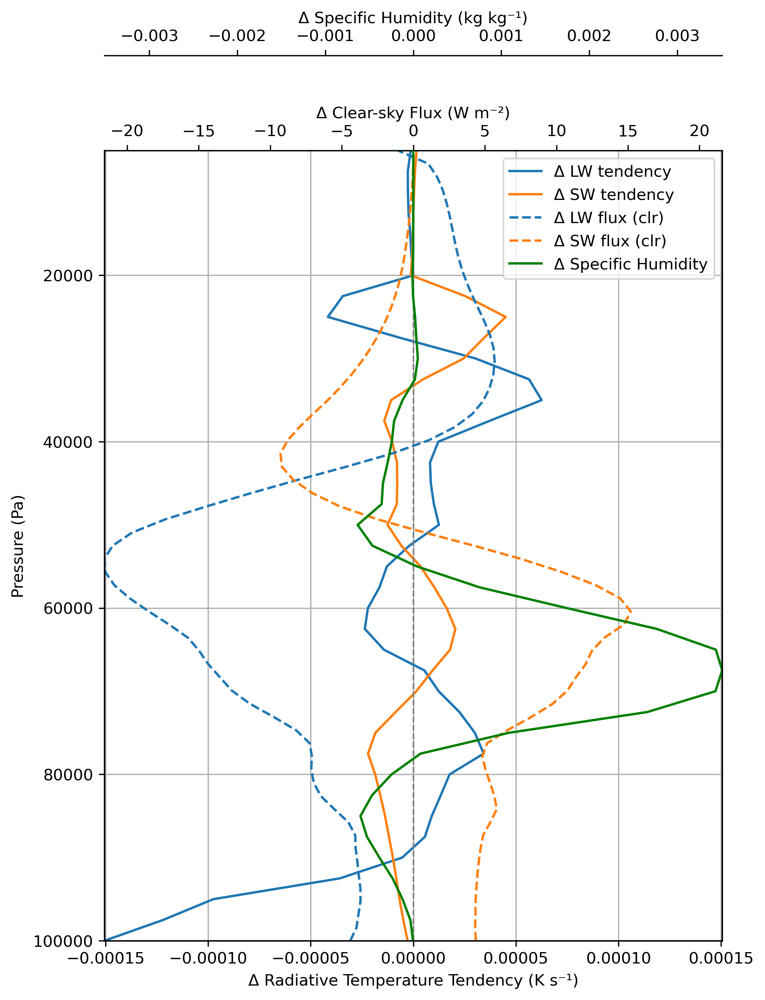 Δ Specific Humidity (kg kg⁻¹)
−0.003 −0.002 −0.001 0.000 0.001 0.002 0.003
Δ Clear-sky Flux (W m⁻²)
−20 −15 −10 −5 0 5 10 15 20
Δ LW tendency
Δ SW tendency
Δ LW flux (clr)
Δ SW flux (clr)
Δ Specific Humidity
Pressure (Pa)
20000
40000
60000
80000
100000
−0.00015 −0.00010 −0.00005 0.00000 0.00005 0.00010 0.00015
Δ Radiative Temperature Tendency (K s⁻¹)